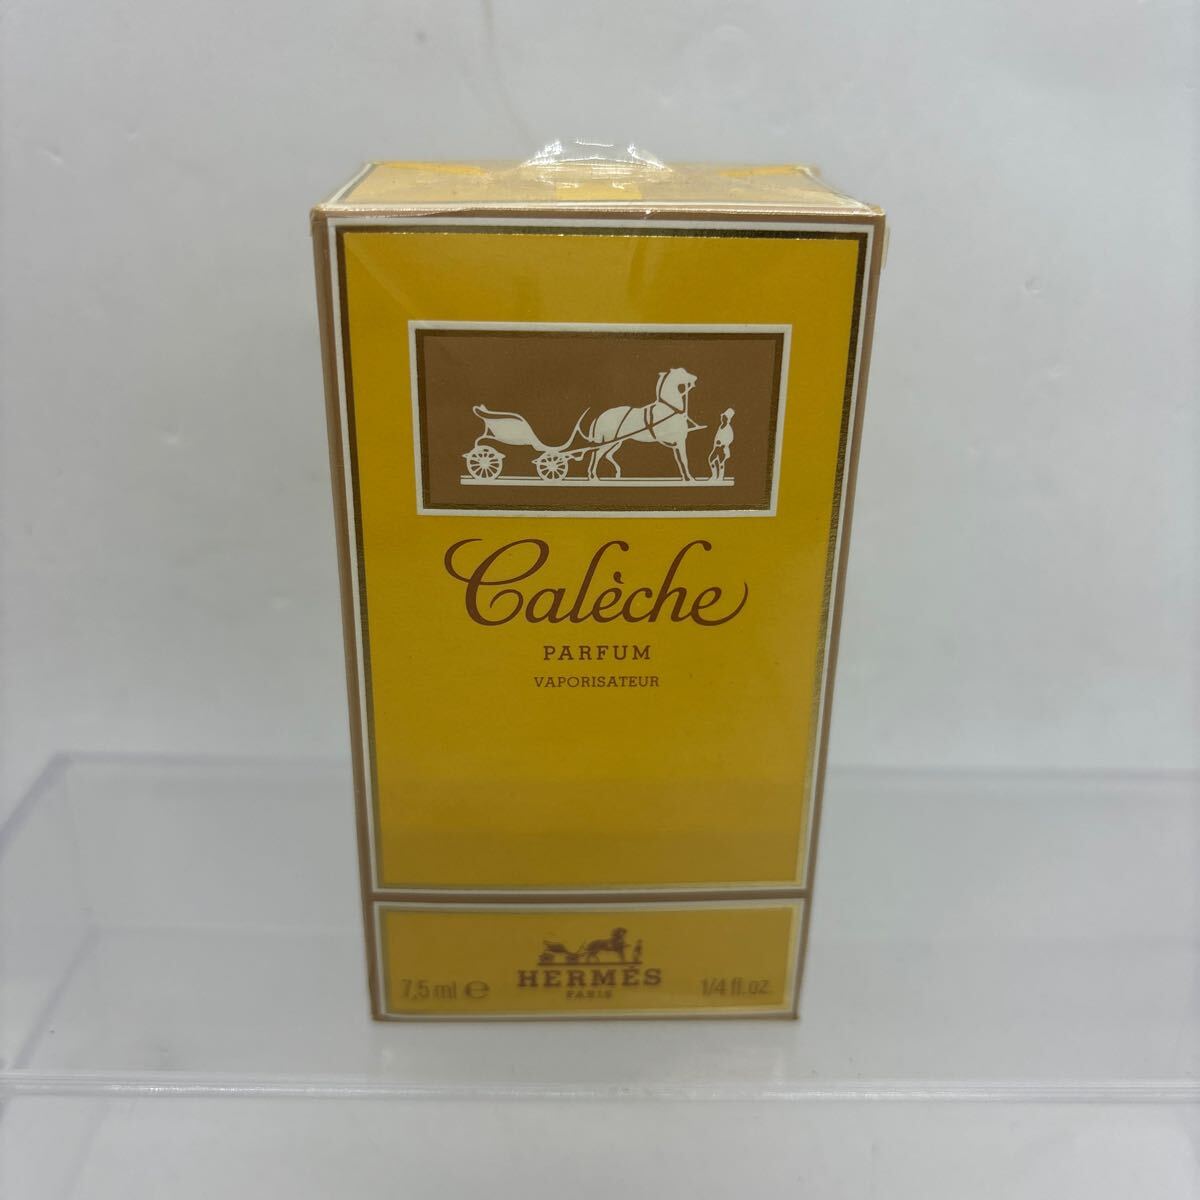 Calèche
PARFUM
VAPORISATEUR
7,5 ml ℮
HERMÈS
PARIS
1/4 fl.oz.